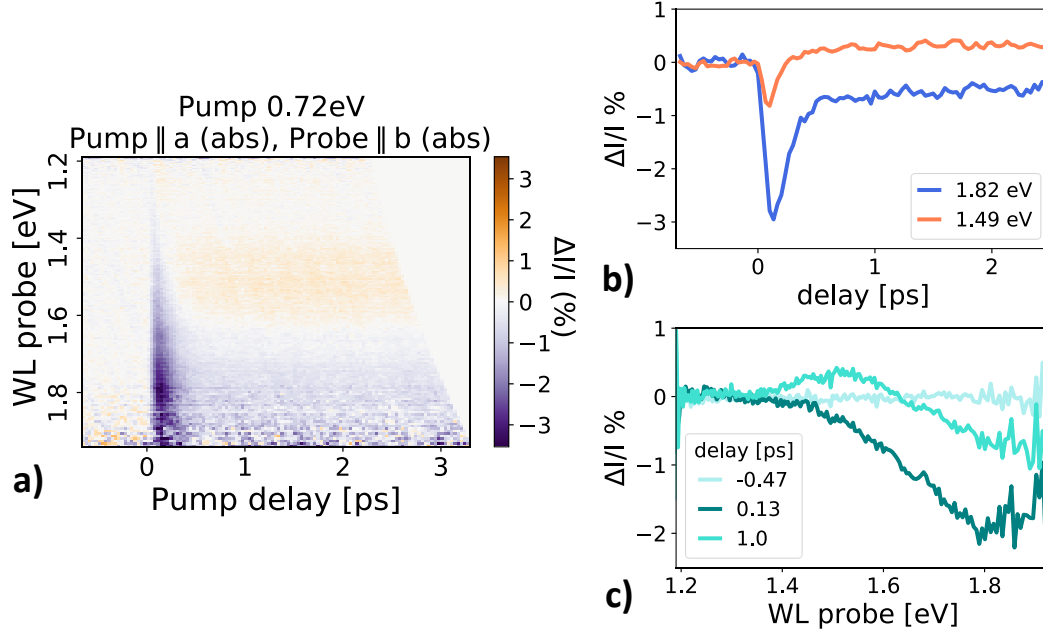 Pump 0.72eV
Pump ∥ a (abs), Probe ∥ b (abs)
WL probe [eV]
1.2
1.4
1.6
1.8
0
1
2
3
Pump delay [ps]
3
2
1
0
−1
−2
−3
ΔI/I (%)
a)
1
0
−1
−2
−3
ΔI/I %
1.82 eV
1.49 eV
0
1
2
delay [ps]
b)
1
0
−1
−2
ΔI/I %
delay [ps]
-0.47
0.13
1.0
1.2
1.4
1.6
1.8
WL probe [eV]
c)